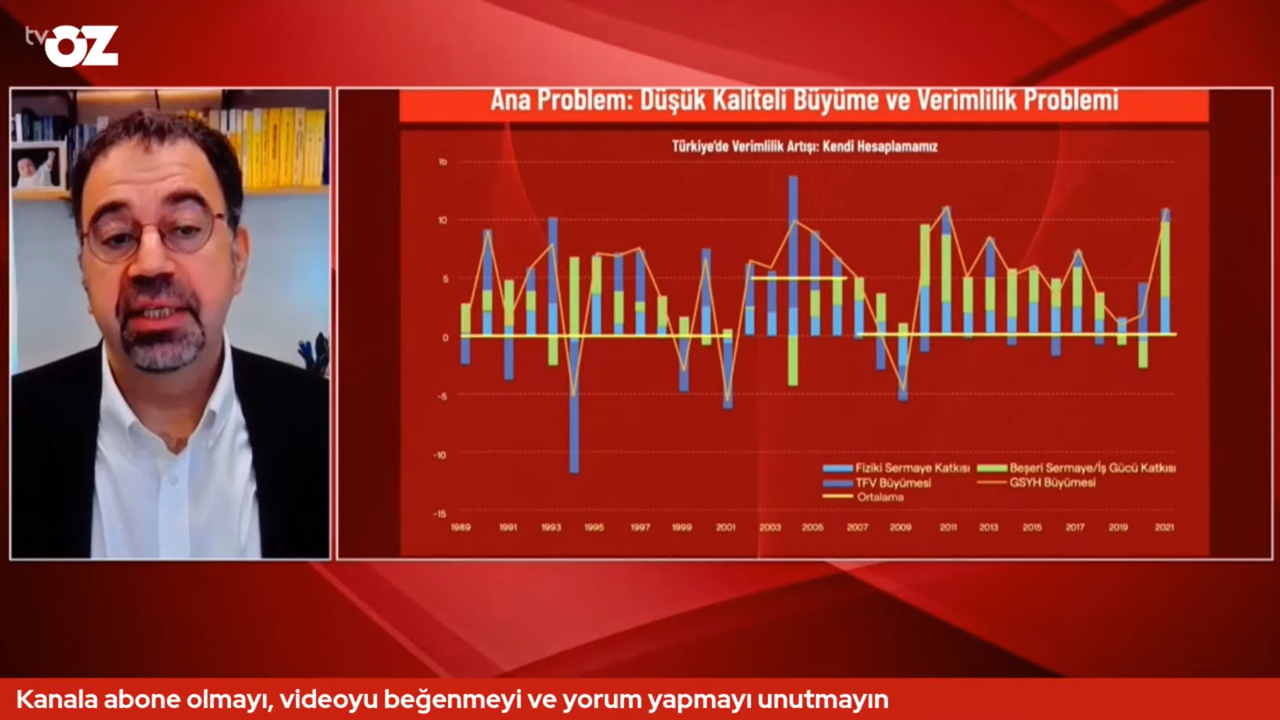 tv OZ
Ana Problem: Düşük Kaliteli Büyüme ve Verimlilik Problemi
Türkiye'de Verimlilik Artışı: Kendi Hesaplamamız
15
10
5
0
-5
-10
-15
Fiziki Sermaye Katkısı
Beşeri Sermaye/İş Gücü Katkısı
TFV Büyümesi
GSYH Büyümesi
Ortalama
1989 1991 1993 1995 1997 1999 2001 2003 2005 2007 2009 2011 2013 2015 2017 2019 2021
Kanala abone olmayı, videoyu beğenmeyi ve yorum yapmayı unutmayın